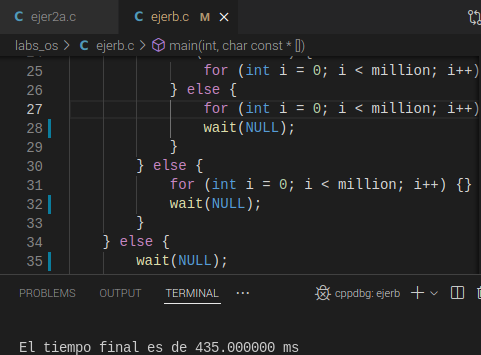 ejer2a.c ejerb.c M
labs_os > ejerb.c > main(int, char const * [])
25 for (int i = 0; i < million; i++)
26 } else {
27 for (int i = 0; i < million; i++)
28 wait(NULL);
29 }
30 } else {
31 for (int i = 0; i < million; i++) {}
32 wait(NULL);
33 }
34 } else {
35 wait(NULL);
PROBLEMS OUTPUT TERMINAL ... cppdbg: ejerb
El tiempo final es de 435.000000 ms